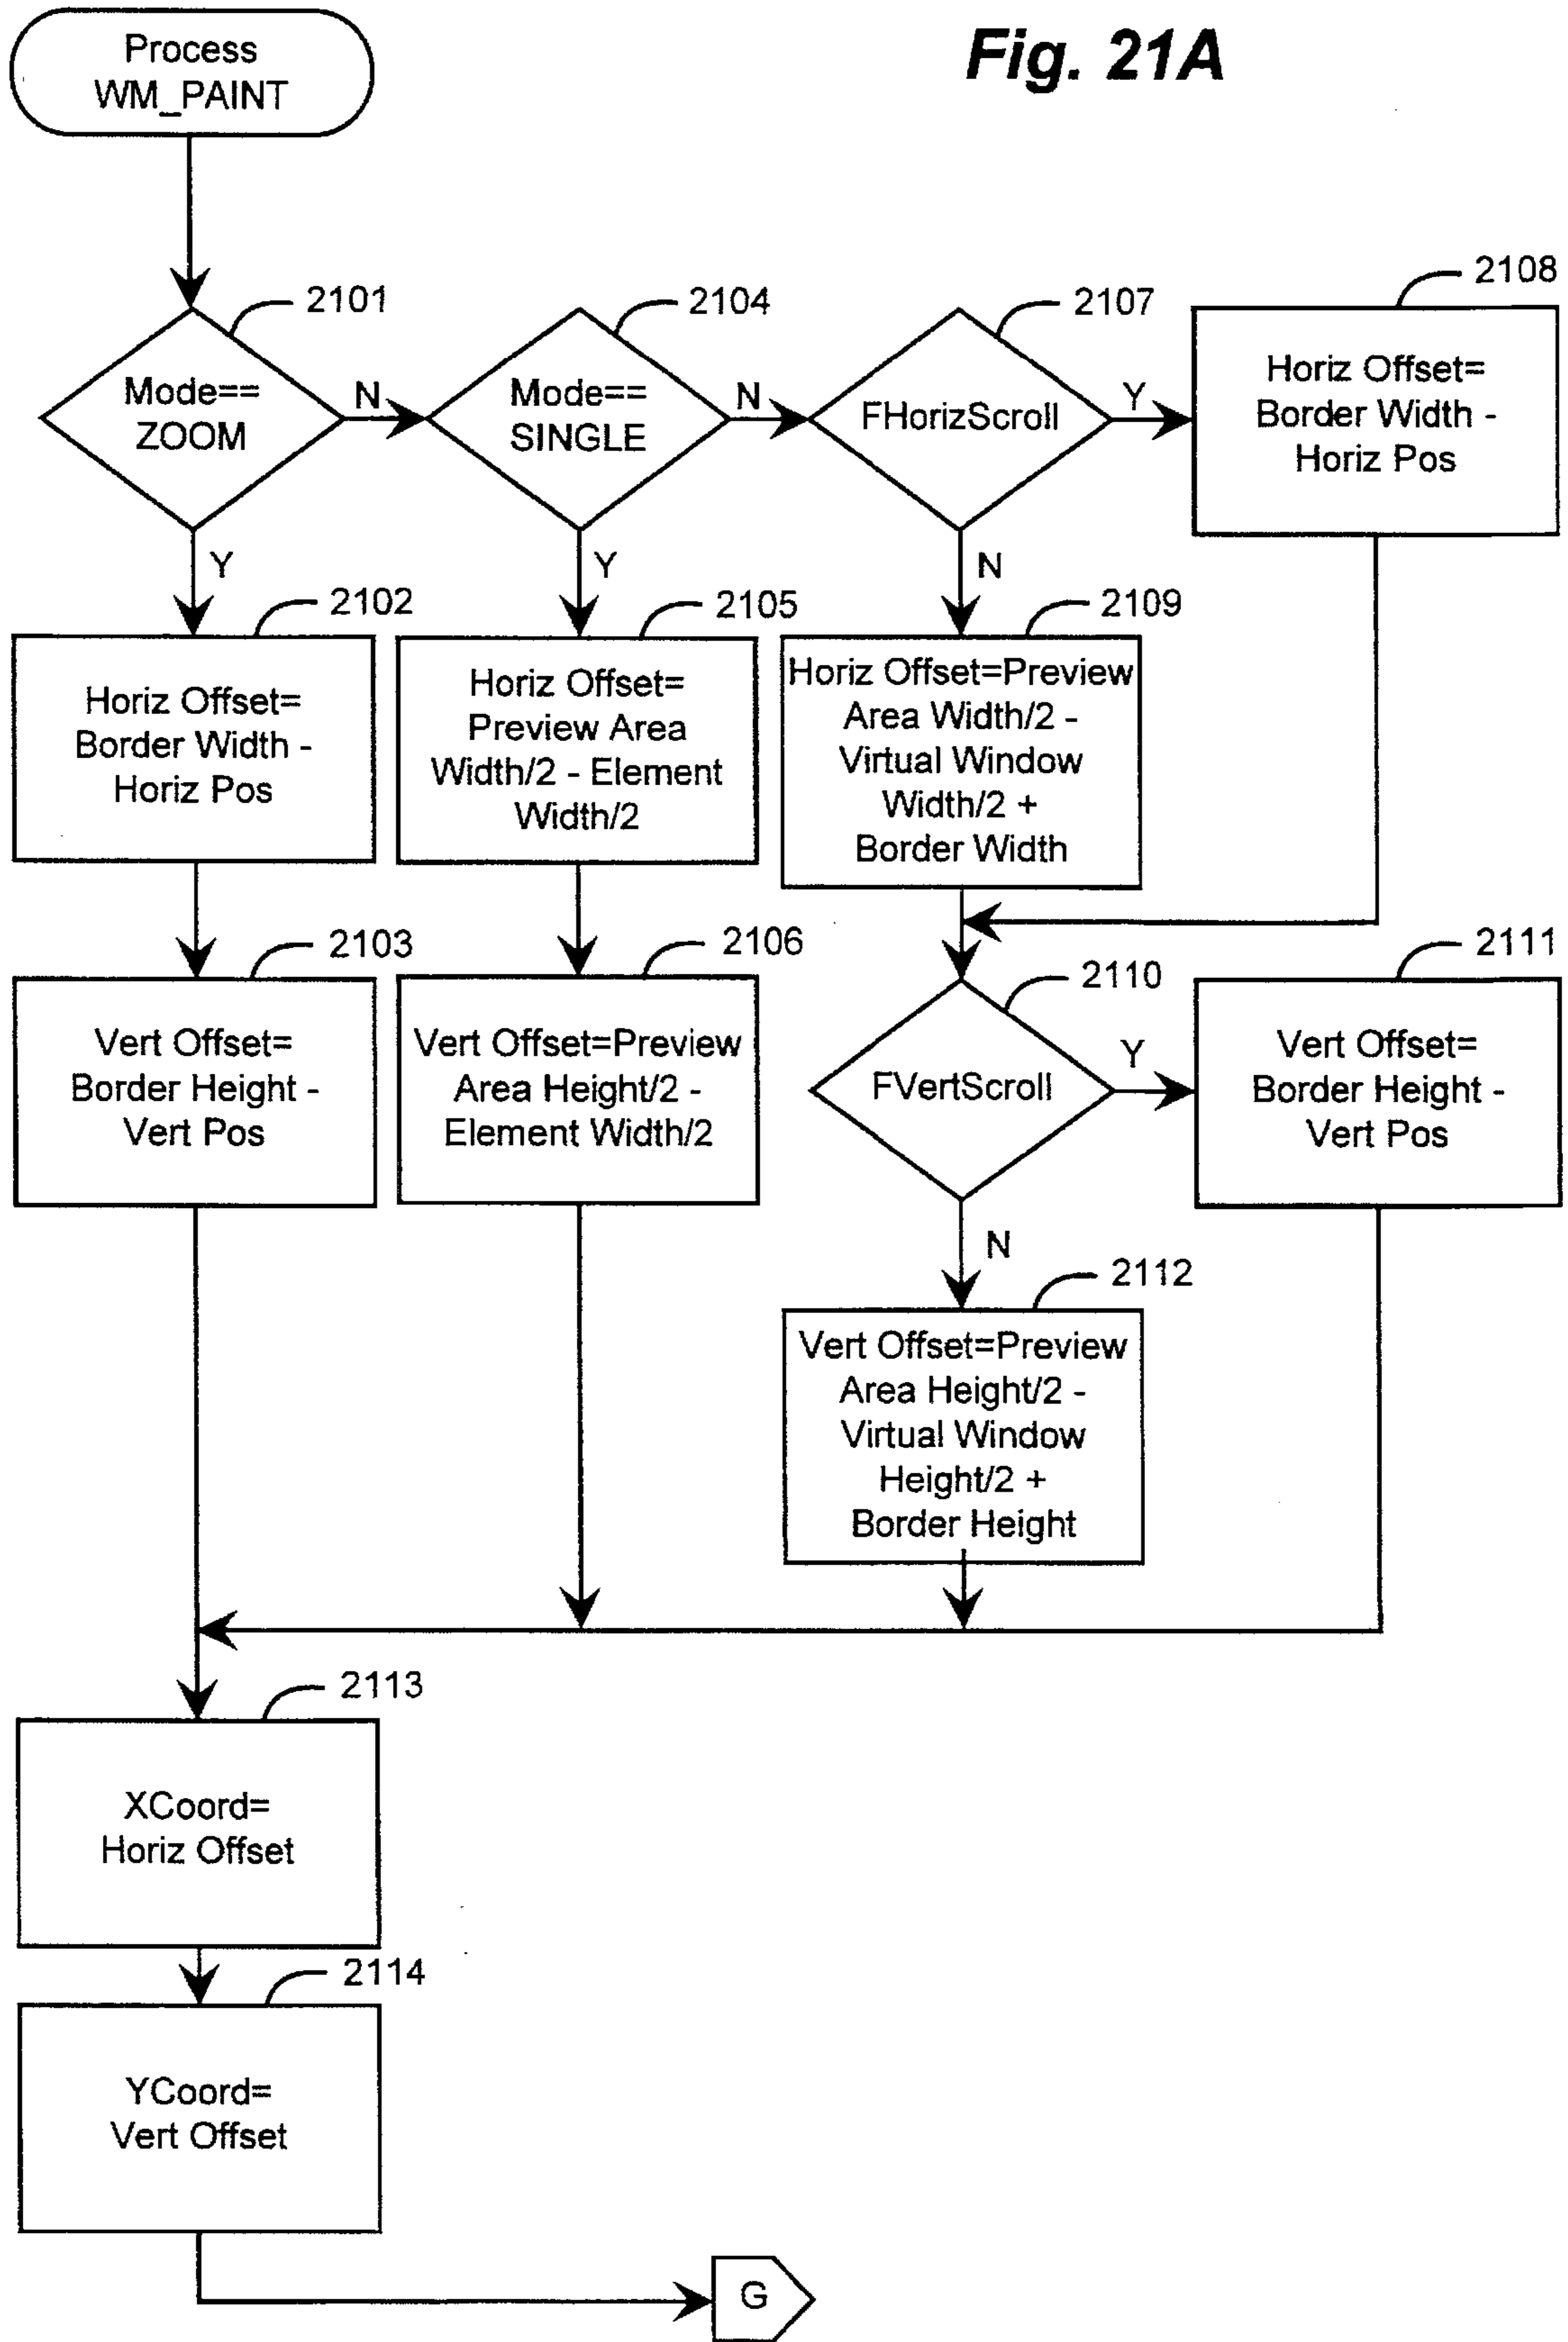 Fig. 21A
Process
WM_PAINT
2101
Mode==
ZOOM
N
Y
2104
Mode==
SINGLE
N
Y
2107
FHorizScroll
Y
N
2108
Horiz Offset=
Border Width -
Horiz Pos
2102
Horiz Offset=
Border Width -
Horiz Pos
2105
Horiz Offset=
Preview Area
Width/2 - Element
Width/2
2109
Horiz Offset=Preview
Area Width/2 -
Virtual Window
Width/2 +
Border Width
2103
Vert Offset=
Border Height -
Vert Pos
2106
Vert Offset=Preview
Area Height/2 -
Element Width/2
2110
FVertScroll
Y
N
2111
Vert Offset=
Border Height -
Vert Pos
2112
Vert Offset=Preview
Area Height/2 -
Virtual Window
Height/2 +
Border Height
2113
XCoord=
Horiz Offset
2114
YCoord=
Vert Offset
G